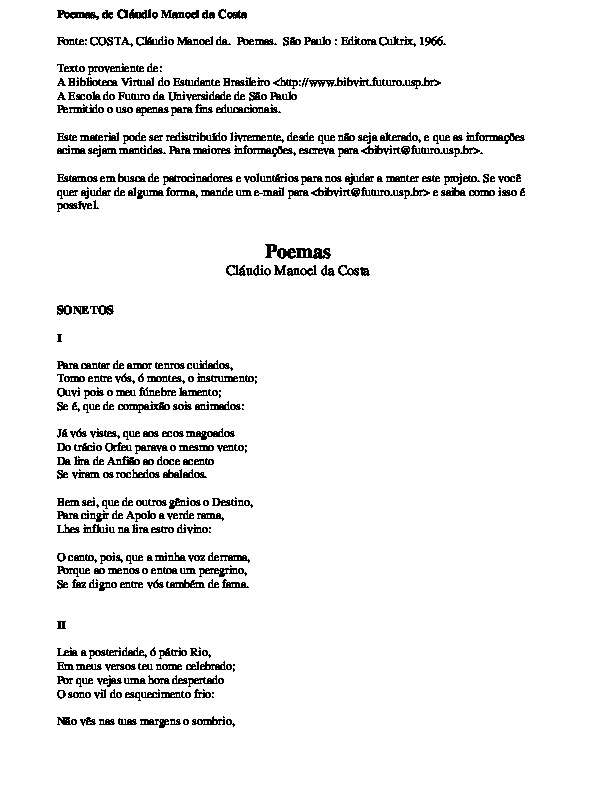 Poemas, de Cláudio Manoel da Costa
Fonte: COSTA, Cláudio Manoel da.  Poemas.  São Paulo : Editora Cultrix, 1966.
Texto proveniente de:
A Biblioteca Virtual do Estudante Brasileiro <http://www.bibvirt.futuro.usp.br>
A Escola do Futuro da Universidade de São Paulo
Permitido o uso apenas para fins educacionais.
Este material pode ser redistribuído livremente, desde que não seja alterado, e que as informações
acima sejam mantidas. Para maiores informações, escreva para <bibvirt@futuro.usp.br>.
Estamos em busca de patrocinadores e voluntários para nos ajudar a manter este projeto. Se você
quer ajudar de alguma forma, mande um e-mail para <bibvirt@futuro.usp.br> e saiba como isso é
possível.
Poemas
Cláudio Manoel da Costa
SONETOS
I
Para cantar de amor tenros cuidados,
Tomo entre vós, ó montes, o instrumento;
Ouvi pois o meu fúnebre lamento;
Se é, que de compaixão sois animados:
Já vós vistes, que aos ecos magoados
Do trácio Orfeu parava o mesmo vento;
Da lira de Anfião ao doce acento
Se viram os rochedos abalados.
Bem sei, que de outros gênios o Destino,
Para cingir de Apolo a verde rama,
Lhes influiu na lira estro divino:
O canto, pois, que a minha voz derrama,
Porque ao menos o entoa um peregrino,
Se faz digno entre vós também de fama.
II
Leia a posteridade, ó pátrio Rio,
Em meus versos teu nome celebrado;
Por que vejas uma hora despertado
O sono vil do esquecimento frio:
Não vês nas tuas margens o sombrio,